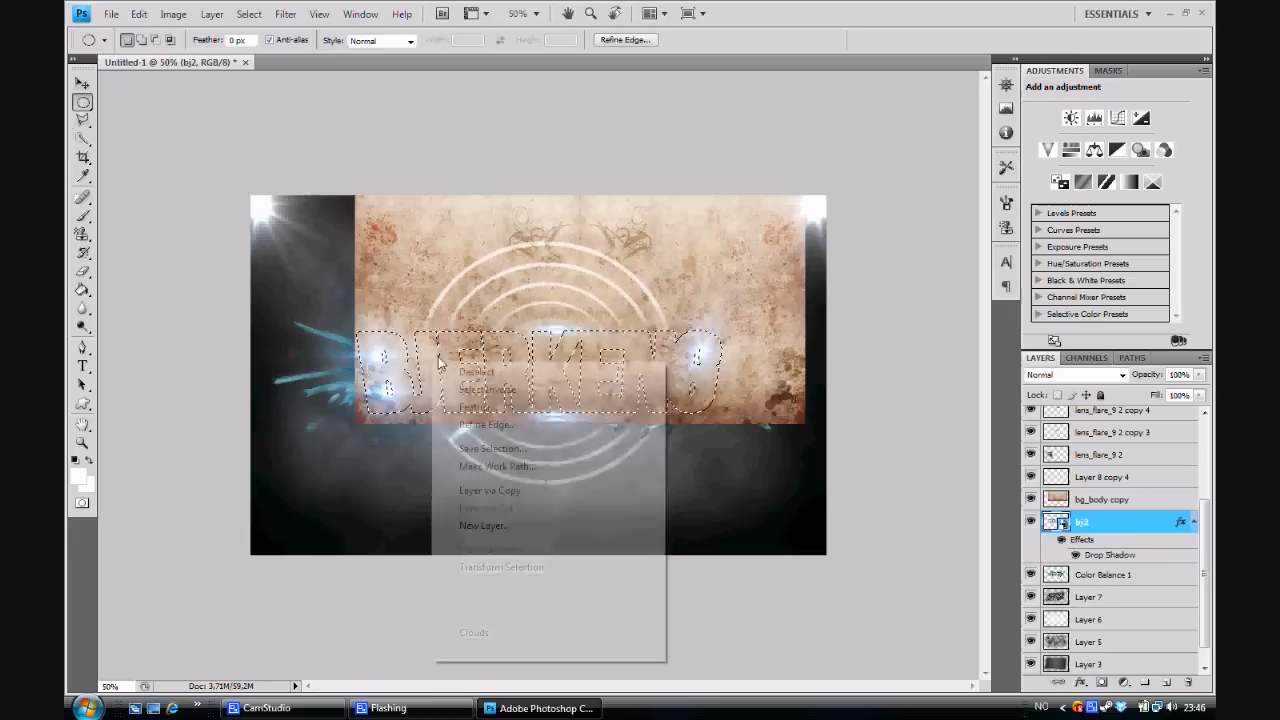 Ps File Edit Image Layer Select Filter View Window Help Br 50% ESSENTIALS
Feather: 0 px Anti-alias Style: Normal Width: Height: Refine Edge...
Untitled-1 @ 50% (bj2, RGB/8) * ×
ADJUSTMENTS MASKS
Add an adjustment
Levels Presets
Curves Presets
Exposure Presets
Hue/Saturation Presets
Black & White Presets
Channel Mixer Presets
Selective Color Presets
LAYERS CHANNELS PATHS
Normal Opacity: 100%
Lock: Fill: 100%
lens_flare_9 2 copy 4
lens_flare_9 2 copy 3
lens_flare_9 2
Layer 8 copy 4
bg_body copy
bj2 fx
Effects
Drop Shadow
Color Balance 1
Layer 7
Layer 6
Layer 5
Layer 3
Deselect
Select Inverse
Feather...
Refine Edge...
Save Selection...
Make Work Path...
Layer via Copy
Layer via Cut
New Layer...
Transform Selection
Clouds
50% Doc: 3,71M/59,2M
CamStudio Flashing Ps Adobe Photoshop C... NO 23:46